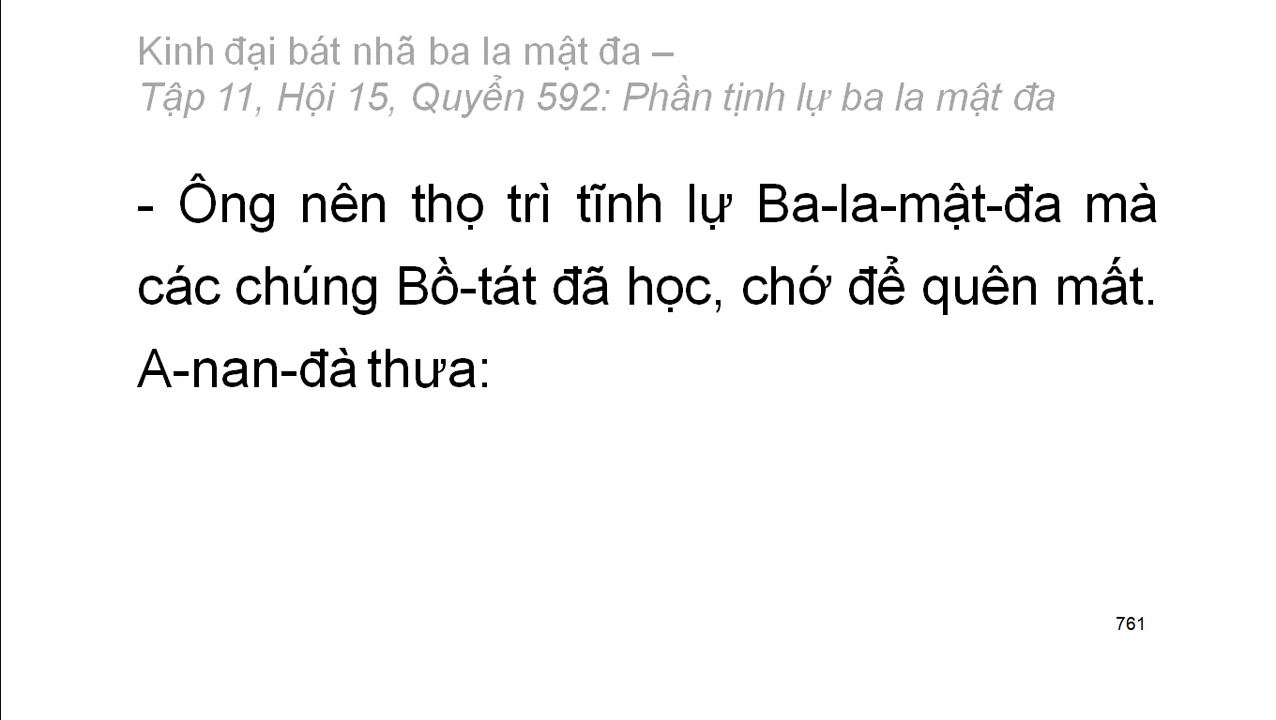 Kinh đại bát nhã ba la mật đa –
Tập 11, Hội 15, Quyển 592: Phần tịnh lự ba la mật đa
- Ông nên thọ trì tĩnh lự Ba-la-mật-đa mà
các chúng Bồ-tát đã học, chớ để quên mất.
A-nan-đà thưa:
761